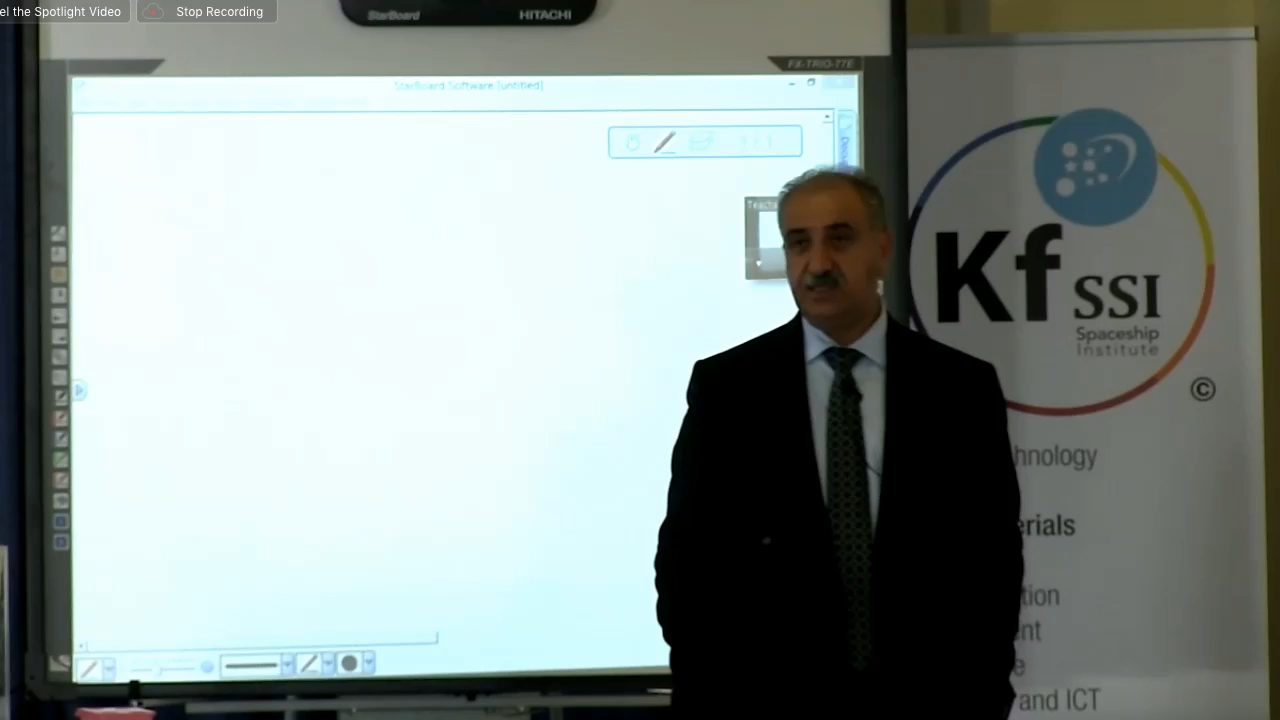 el the Spotlight Video
Stop Recording
StarBoard
HITACHI
FX-TRIO-77E
StarBoard Software [untitled]
Kf SSI
Spaceship
Institute
©
hnology
erials
tion
nt
e
and ICT